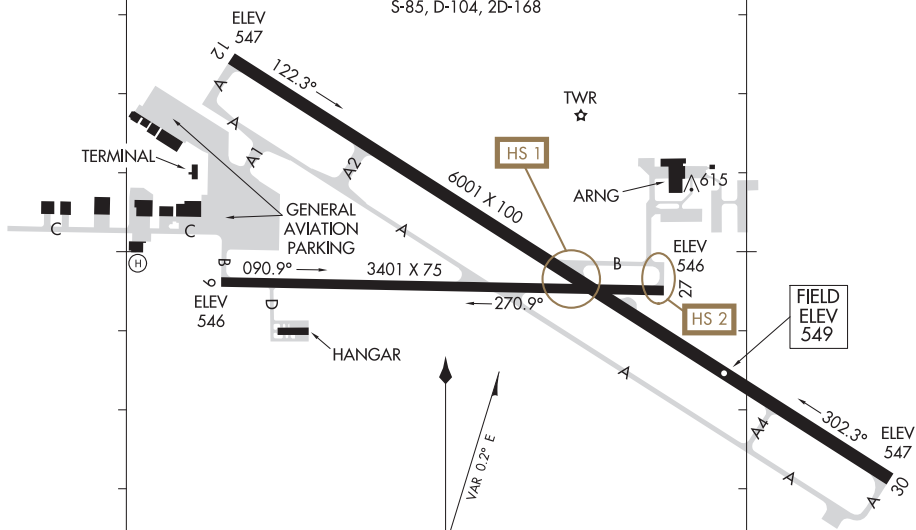 S-85, D-104, 2D-168
ELEV
547
12
122.3°
A
A
TERMINAL
A1
A2
TWR
HS 1
6001 X 100
ARNG
615
GENERAL
AVIATION
PARKING
C
C
A
H
B
9
090.9°
3401 X 75
B
ELEV
546
27
ELEV
546
270.9°
HS 2
D
HANGAR
FIELD
ELEV
549
A
VAR 0.2° E
302.3°
A4
ELEV
547
A
A
30